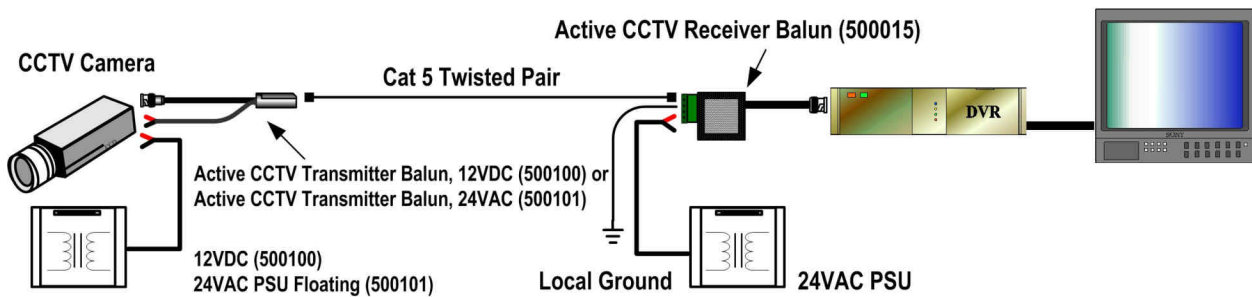 Active CCTV Receiver Balun (500015)
CCTV Camera
Cat 5 Twisted Pair
DVR
SONY
Active CCTV Transmitter Balun, 12VDC (500100) or
Active CCTV Transmitter Balun, 24VAC (500101)
12VDC (500100)
24VAC PSU Floating (500101)
Local Ground
24VAC PSU